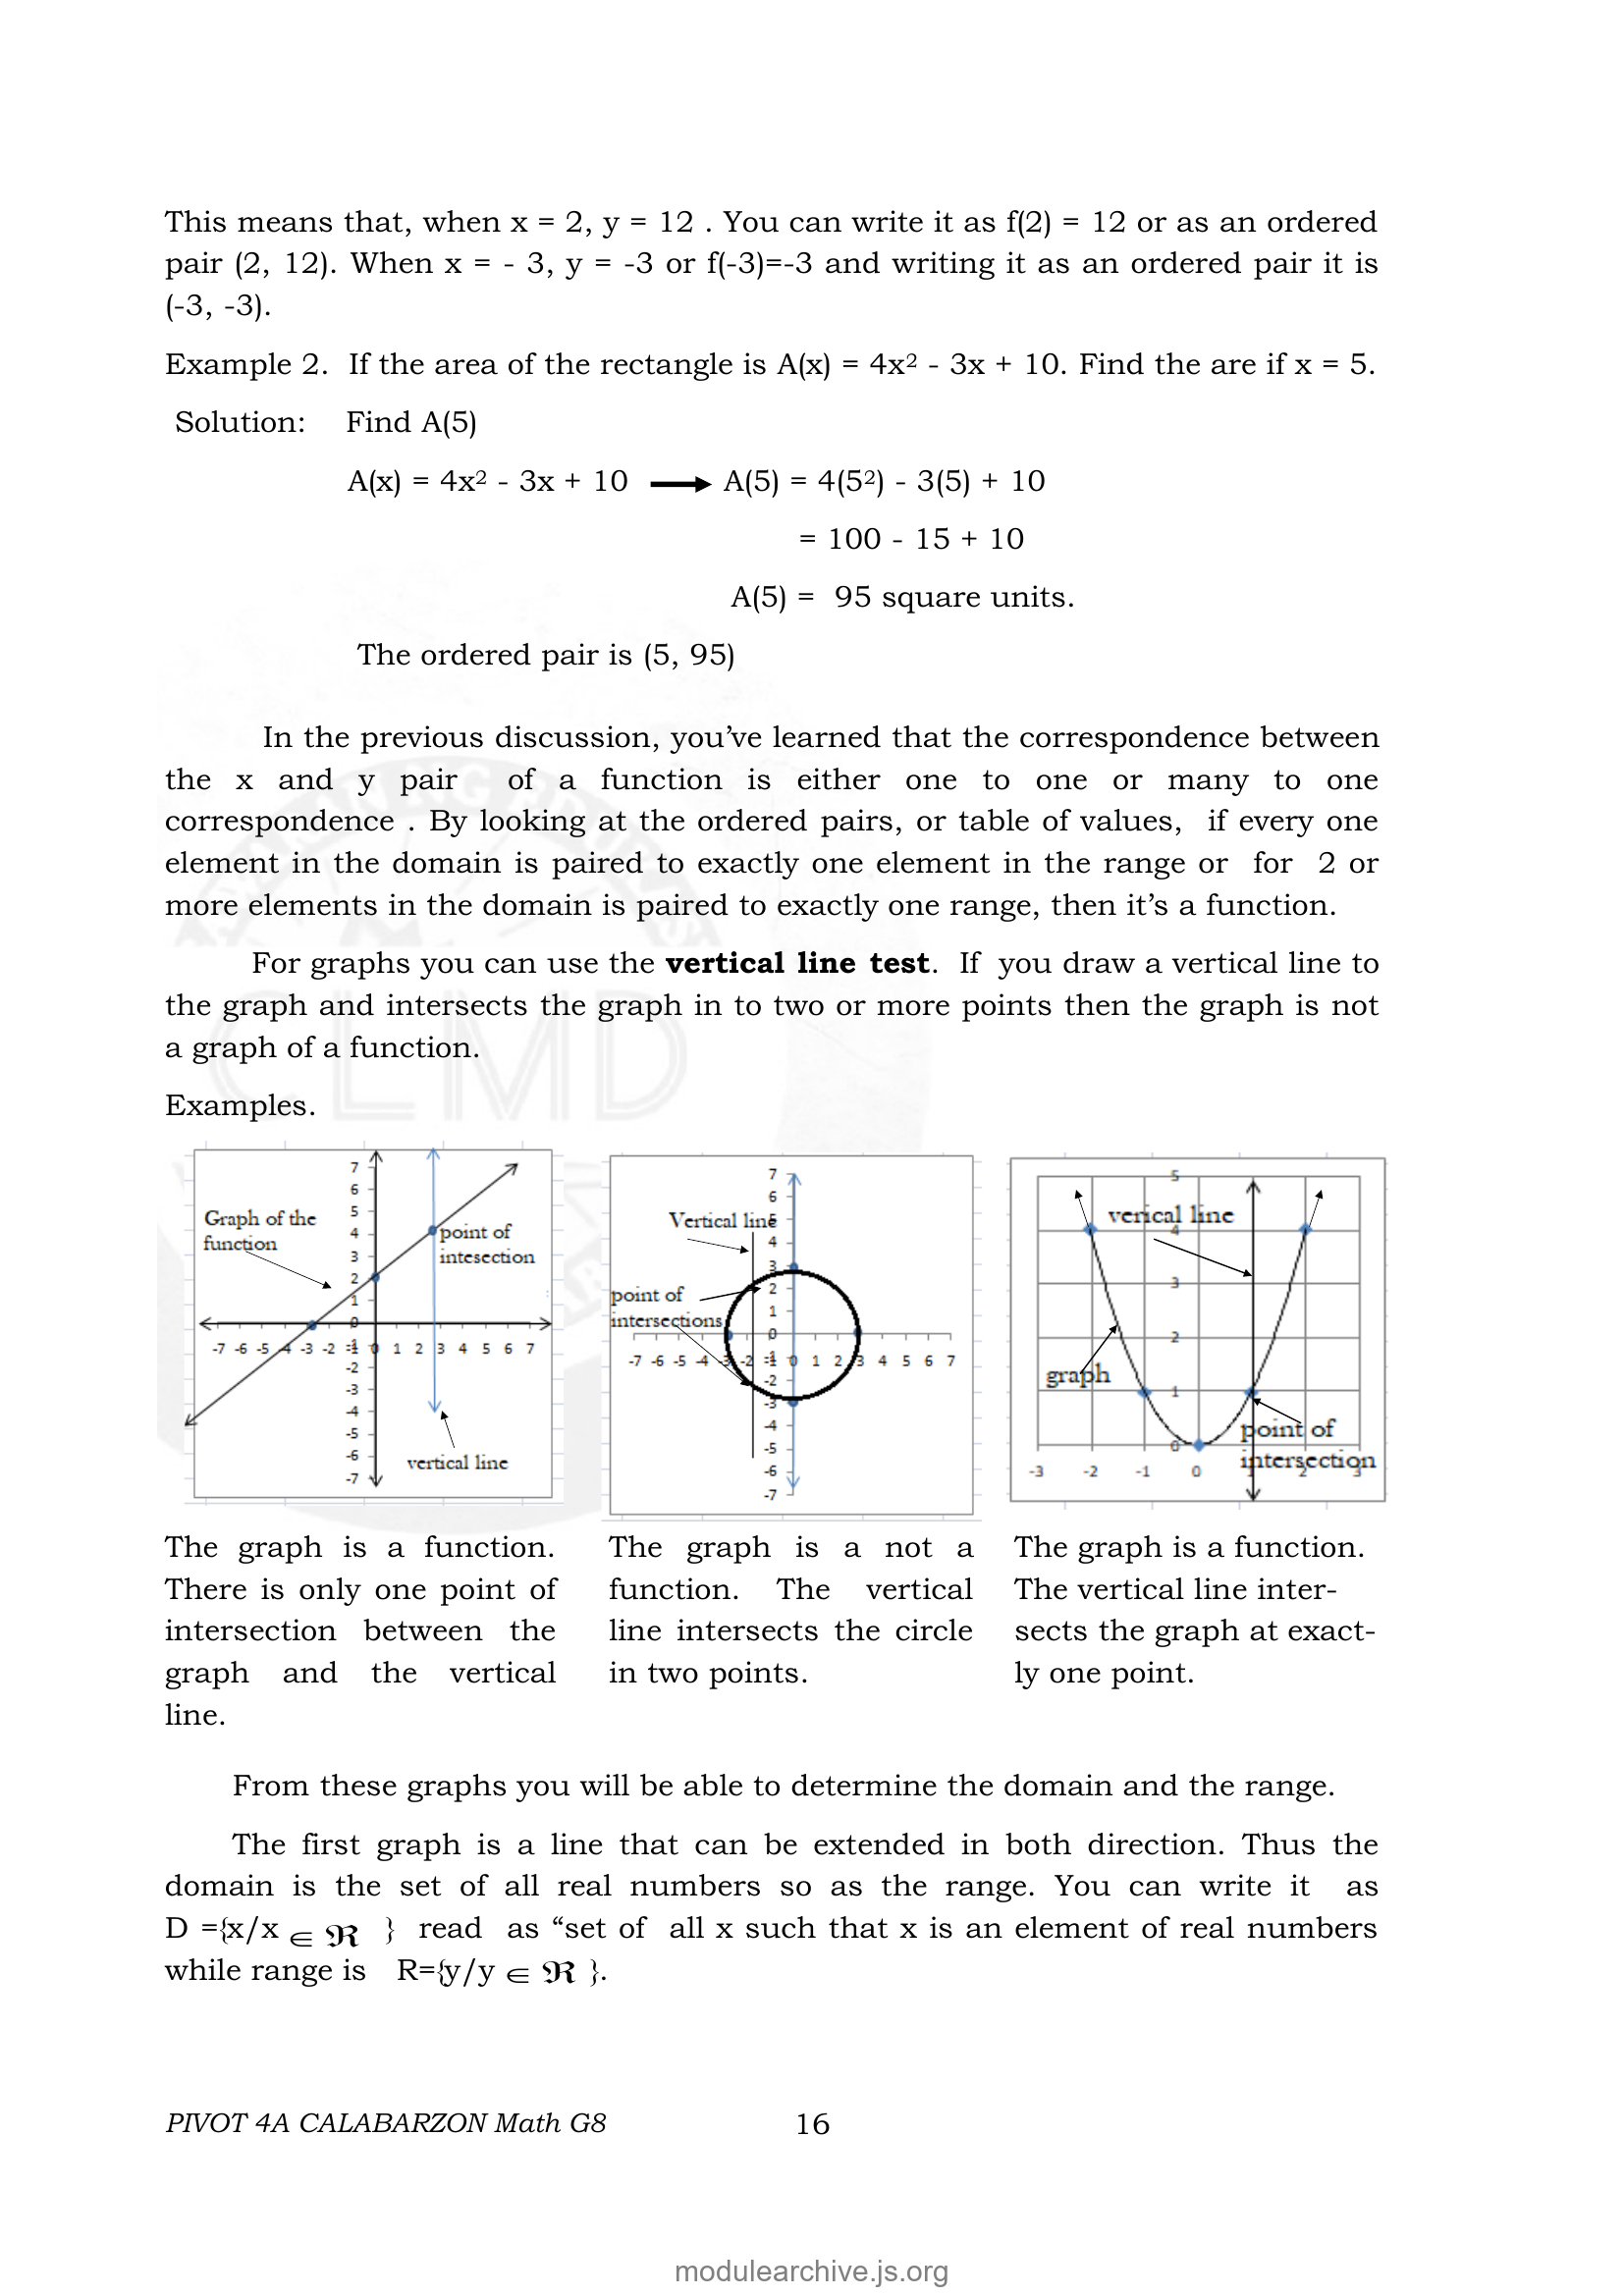 This means that, when x = 2, y = 12 . You can write it as f(2) = 12 or as an ordered
pair (2, 12). When x = - 3, y = -3 or f(-3)=-3 and writing it as an ordered pair it is
(-3, -3).
Example 2. If the area of the rectangle is A(x) = 4x² - 3x + 10. Find the are if x = 5.
Solution: Find A(5)
A(x) = 4x² - 3x + 10 → A(5) = 4(5²) - 3(5) + 10
= 100 - 15 + 10
A(5) = 95 square units.
The ordered pair is (5, 95)
In the previous discussion, you’ve learned that the correspondence between
the x and y pair of a function is either one to one or many to one
correspondence . By looking at the ordered pairs, or table of values, if every one
element in the domain is paired to exactly one element in the range or for 2 or
more elements in the domain is paired to exactly one range, then it’s a function.
For graphs you can use the vertical line test. If you draw a vertical line to
the graph and intersects the graph in to two or more points then the graph is not
a graph of a function.
CLMD
Examples.
7
6
5
4
3
2
1
0
-1
-2
-3
-4
-5
-6
-7
-7 -6 -5 -4 -3 -2 -1 0 1 2 3 4 5 6 7
Graph of the
function
point of
intesection
vertical line
7
6
5
4
3
2
1
0
-1
-2
-3
-4
-5
-6
-7
-7 -6 -5 -4 -3 -2 -1 0 1 2 3 4 5 6 7
Vertical line
point of
intersections
5
4
3
2
1
0
-3 -2 -1 0 1 2 3
verical line
graph
point of
intersection
The graph is a function.
There is only one point of
intersection between the
graph and the vertical
line.
The graph is a not a
function. The vertical
line intersects the circle
in two points.
The graph is a function.
The vertical line inter-
sects the graph at exact-
ly one point.
From these graphs you will be able to determine the domain and the range.
The first graph is a line that can be extended in both direction. Thus the
domain is the set of all real numbers so as the range. You can write it as
D ={x/x ∈ ℜ } read as “set of all x such that x is an element of real numbers
while range is R={y/y ∈ ℜ }.
PIVOT 4A CALABARZON Math G8 16
modulearchive.js.org